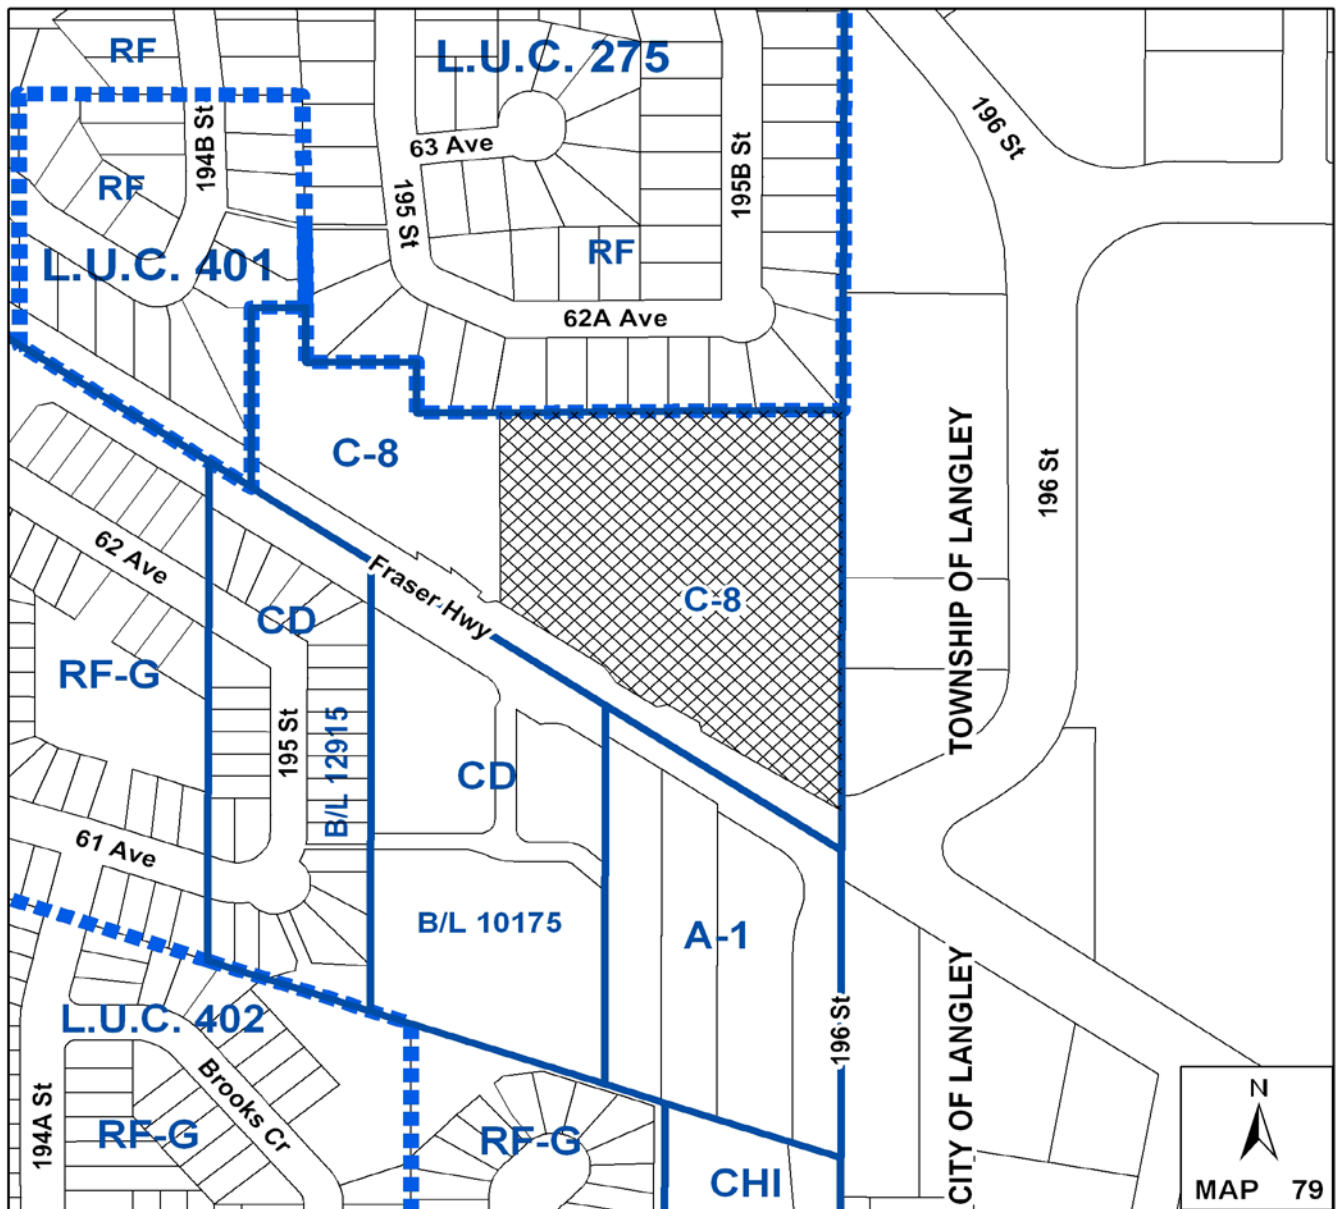 RF
L.U.C. 275
196 St
194B St
63 Ave
195B St
RF
195 St
RF
L.U.C. 401
62A Ave
C-8
TOWNSHIP OF LANGLEY
196 St
62 Ave
Fraser Hwy
C-8
CD
RF-G
195 St
B/L 12915
CD
61 Ave
B/L 10175
A-1
L.U.C. 402
196 St
CITY OF LANGLEY
194A St
Brooks Cr
RF-G
RF-G
CHI
N
MAP 79